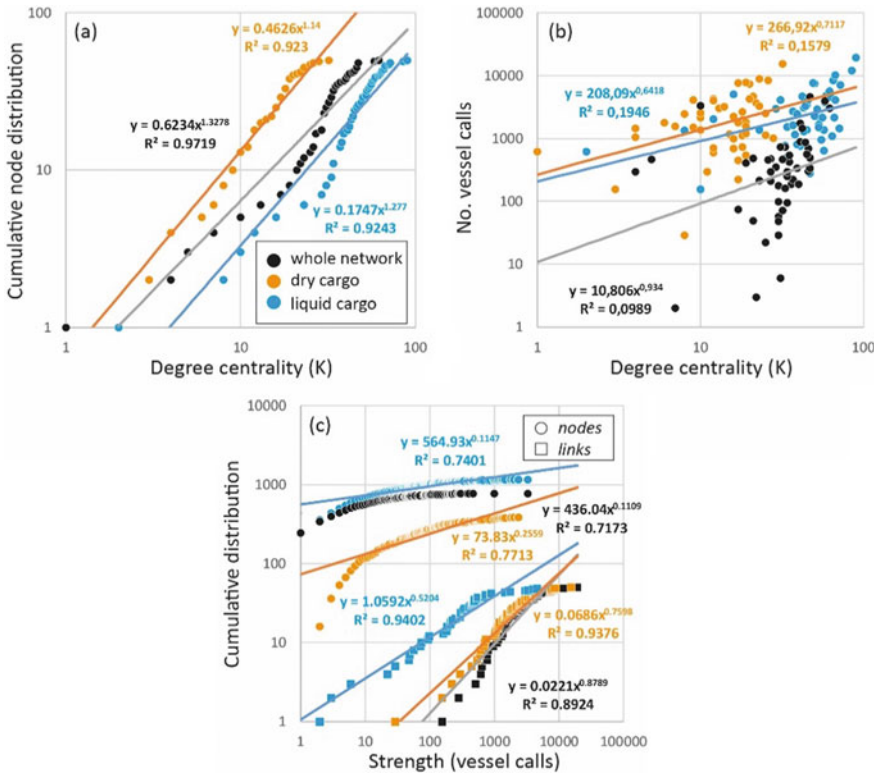 (a)
y = 0.4626x^1.14
R² = 0.923
y = 0.6234x^1.3278
R² = 0.9719
y = 0.1747x^1.277
R² = 0.9243
whole network
dry cargo
liquid cargo
Cumulative node distribution
100
10
1
1 10 100
Degree centrality (K)
(b)
y = 266,92x^0,7117
R² = 0,1579
y = 208,09x^0,6418
R² = 0,1946
y = 10,806x^0,934
R² = 0,0989
No. vessel calls
100000
10000
1000
100
10
1
1 10 100
Degree centrality (K)
(c)
nodes
links
y = 564.93x^0.1147
R² = 0.7401
y = 436.04x^0.1109
R² = 0.7173
y = 73.83x^0.2559
R² = 0.7713
y = 1.0592x^0.5204
R² = 0.9402
y = 0.0686x^0.7598
R² = 0.9376
y = 0.0221x^0.8789
R² = 0.8924
Cumulative distribution
10000
1000
100
10
1
1 10 100 1000 10000 100000
Strength (vessel calls)